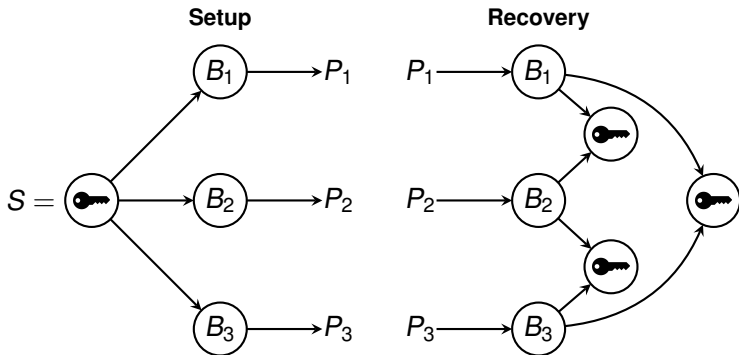 Setup Recovery
B1 P1 P1 B1
S = B2 P2 P2 B2
B3 P3 P3 B3